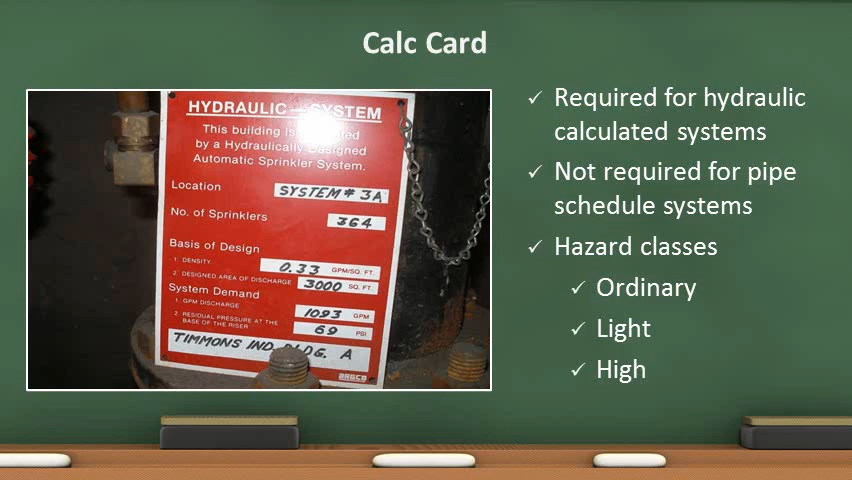 Calc Card
HYDRAULIC SYSTEM
This building is
by a Hydraulically Designed
Automatic Sprinkler System.
Location SYSTEM # 3A
No. of Sprinklers 364
Basis of Design
1. DENSITY 0.33 GPM/SQ. FT.
2. DESIGNED AREA OF DISCHARGE 3000 SQ. FT.
System Demand
1. GPM DISCHARGE 1093 GPM
2. RESIDUAL PRESSURE AT THE
BASE OF THE RISER 69 PSI
TIMMONS IND. A
ARGCO
Required for hydraulic
calculated systems
Not required for pipe
schedule systems
Hazard classes
Ordinary
Light
High